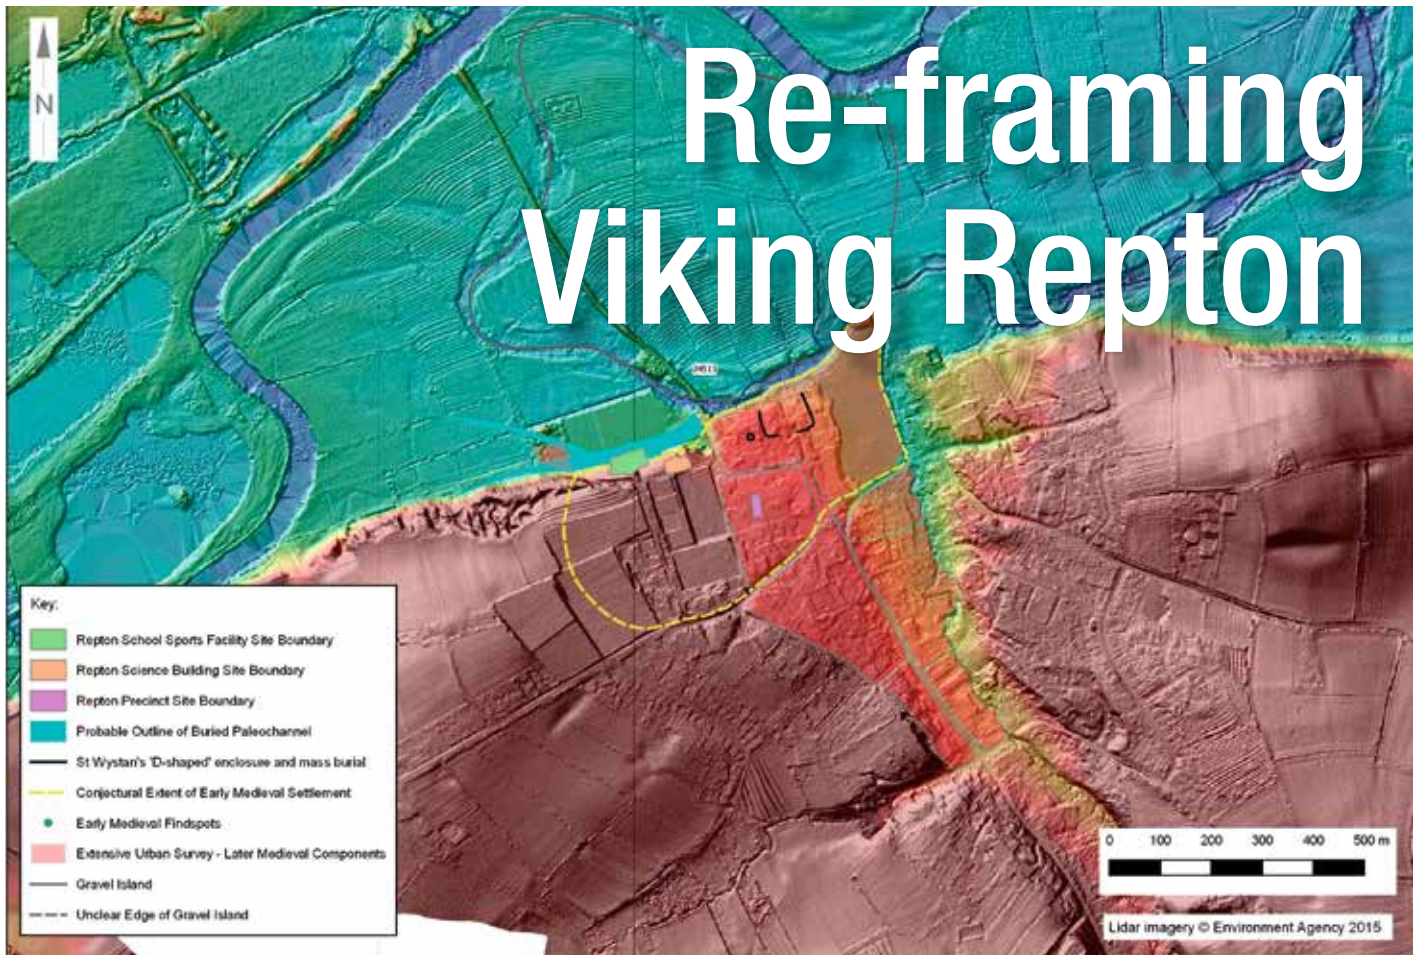 N
Re-framing
Viking Repton
Key:
Repton School Sports Facility Site Boundary
Repton Science Building Site Boundary
Repton Precinct Site Boundary
Probable Outline of Buried Paleochannel
St Wystan's 'D-shaped' enclosure and mass burial
Conjectural Extent of Early Medieval Settlement
Early Medieval Findspots
Extensive Urban Survey - Later Medieval Components
Gravel Island
Unclear Edge of Gravel Island
0 100 200 300 400 500 m
Lidar imagery © Environment Agency 2015